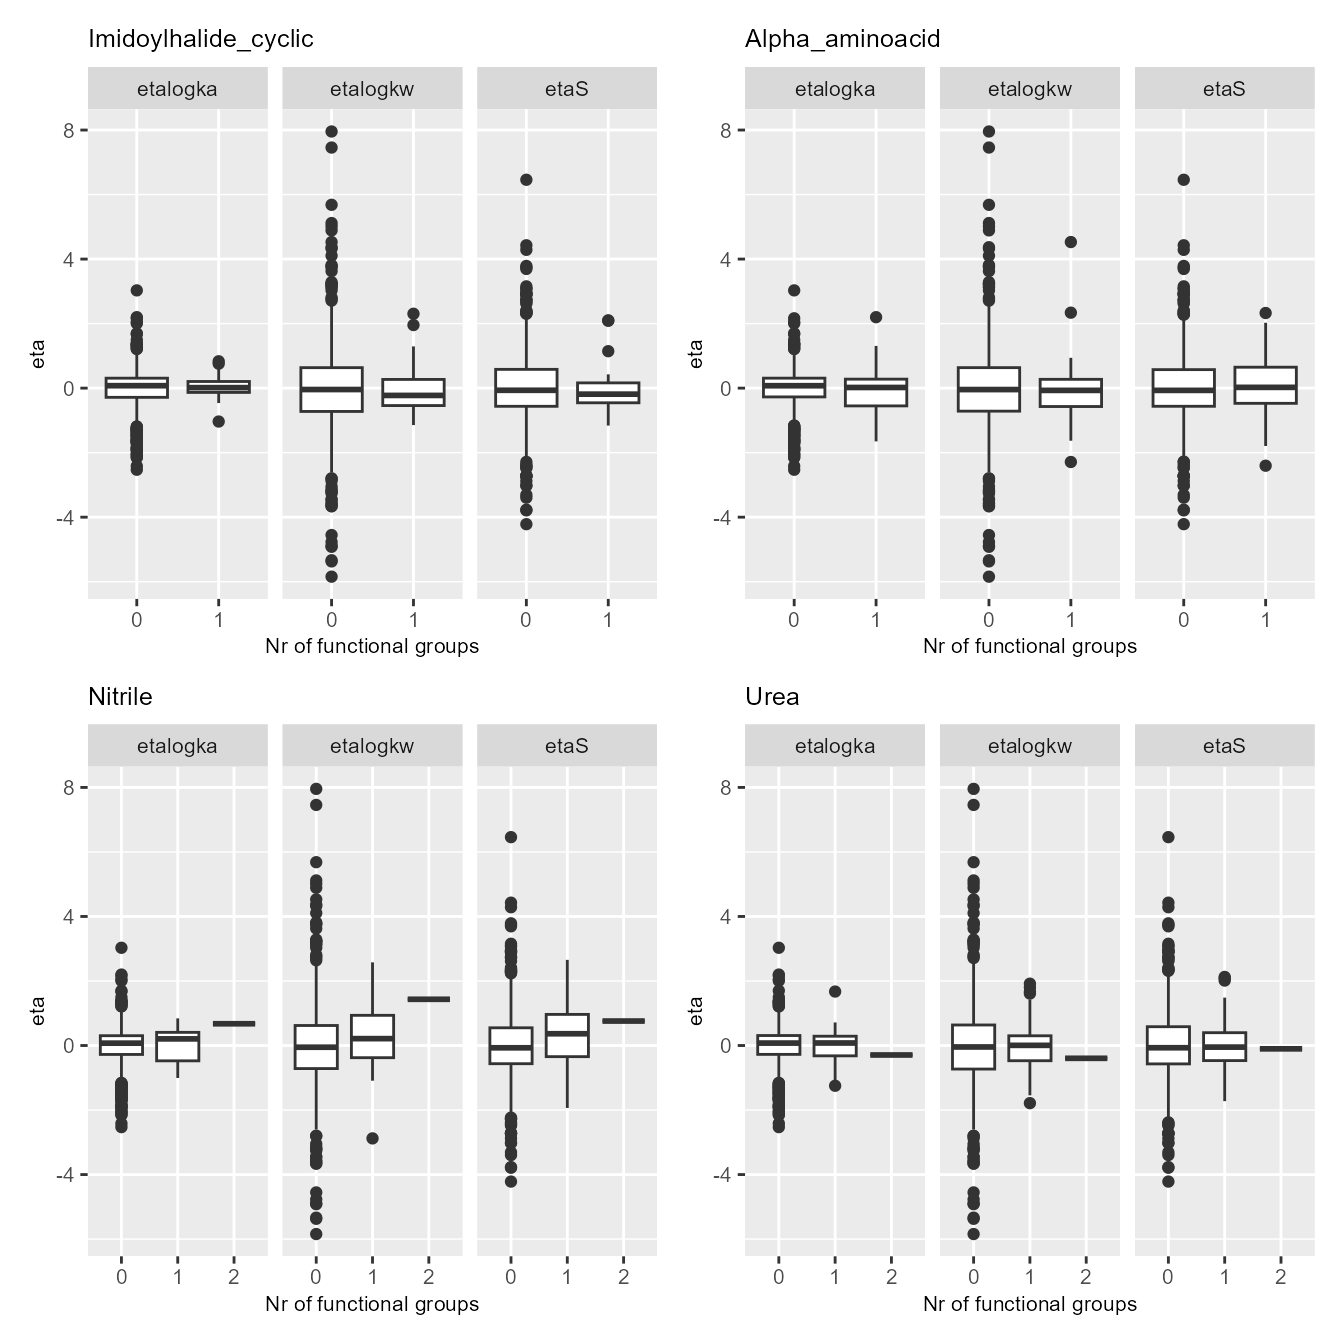 Imidoylhalide_cyclic
etalogka etalogkw etaS
8
4
0
-4
eta
0 1 0 1 0 1
Nr of functional groups
Alpha_aminoacid
etalogka etalogkw etaS
8
4
0
-4
eta
0 1 0 1 0 1
Nr of functional groups
Nitrile
etalogka etalogkw etaS
8
4
0
-4
eta
0 1 2 0 1 2 0 1 2
Nr of functional groups
Urea
etalogka etalogkw etaS
8
4
0
-4
eta
0 1 2 0 1 2 0 1 2
Nr of functional groups